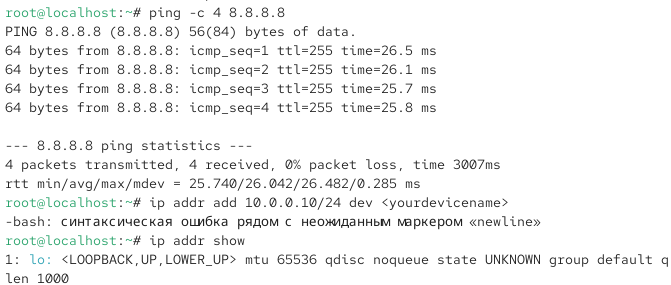 root@localhost:~# ping -c 4 8.8.8.8
PING 8.8.8.8 (8.8.8.8) 56(84) bytes of data.
64 bytes from 8.8.8.8: icmp_seq=1 ttl=255 time=26.5 ms
64 bytes from 8.8.8.8: icmp_seq=2 ttl=255 time=26.1 ms
64 bytes from 8.8.8.8: icmp_seq=3 ttl=255 time=25.7 ms
64 bytes from 8.8.8.8: icmp_seq=4 ttl=255 time=25.8 ms

--- 8.8.8.8 ping statistics ---
4 packets transmitted, 4 received, 0% packet loss, time 3007ms
rtt min/avg/max/mdev = 25.740/26.042/26.482/0.285 ms
root@localhost:~# ip addr add 10.0.0.10/24 dev <yourdevicename>
-bash: синтаксическая ошибка рядом с неожиданным маркером «newline»
root@localhost:~# ip addr show
1: lo: <LOOPBACK,UP,LOWER_UP> mtu 65536 qdisc noqueue state UNKNOWN group default q
len 1000